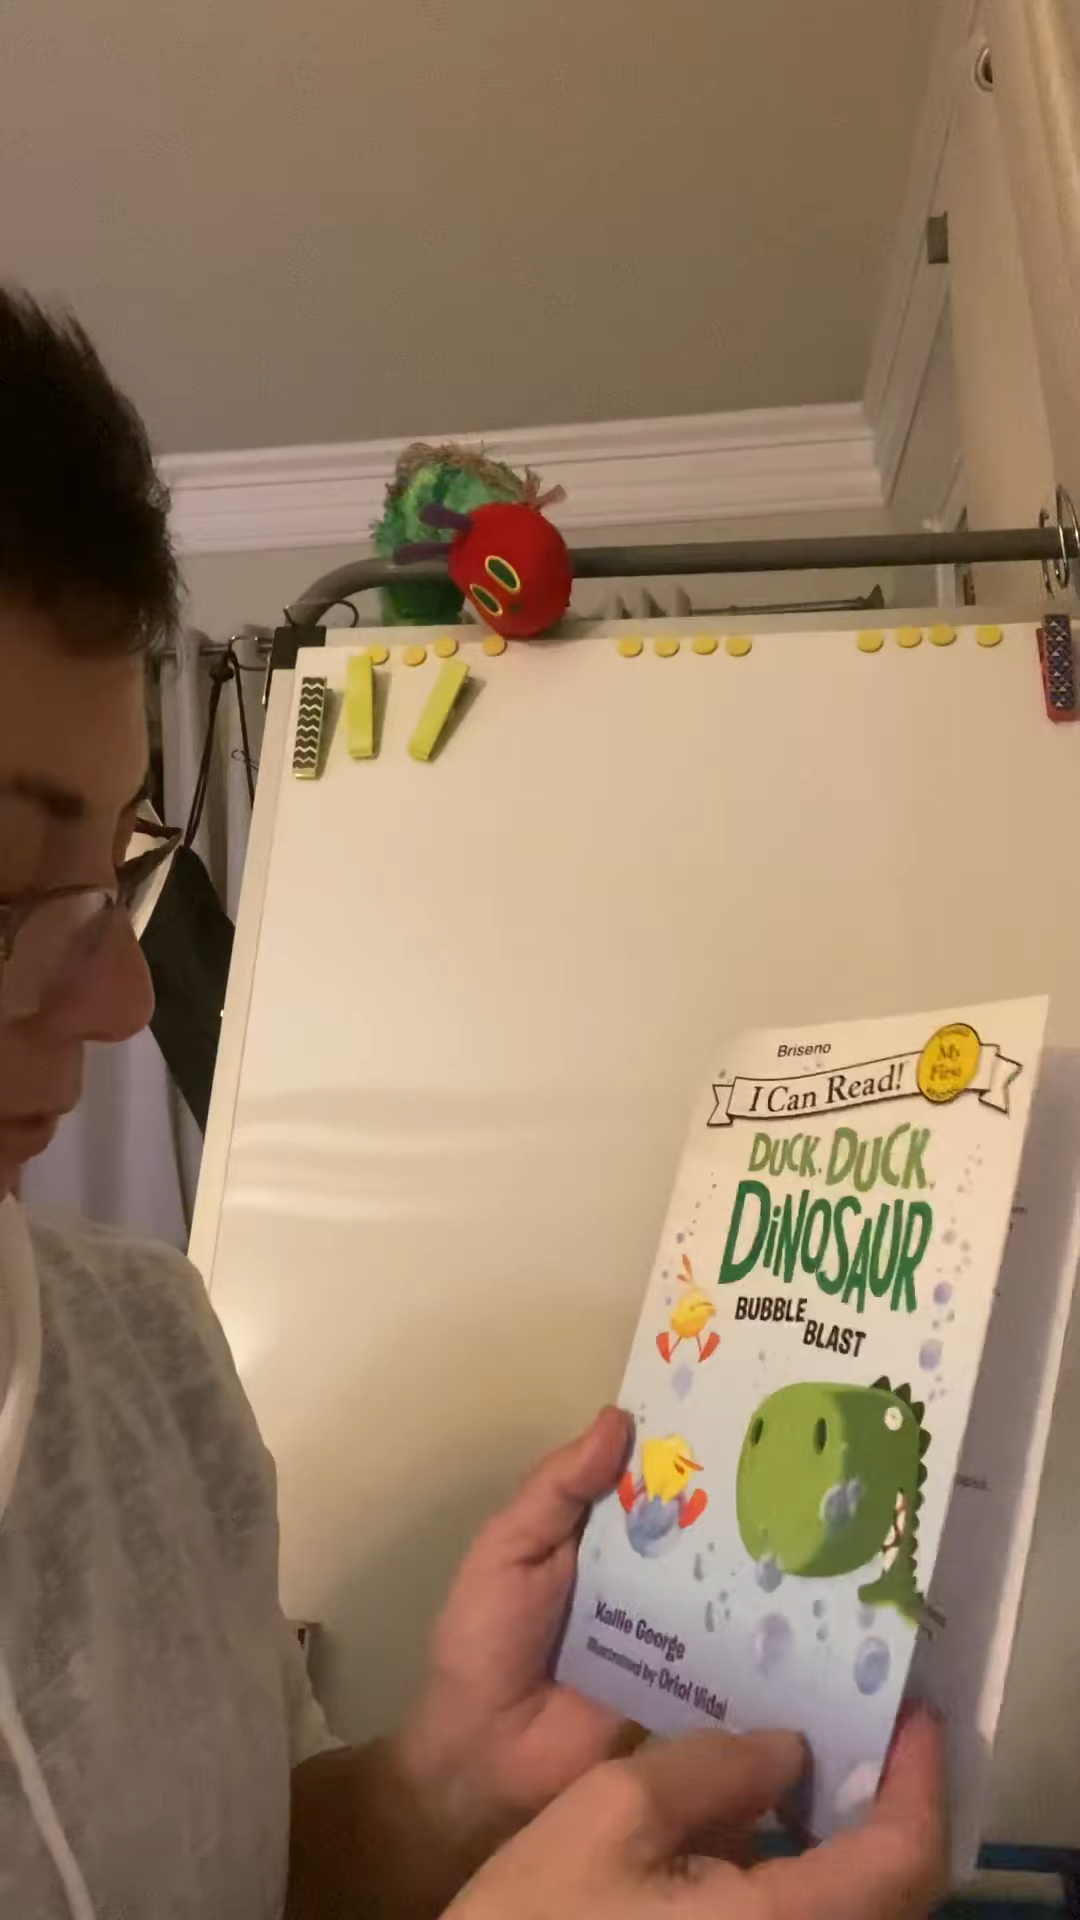 Briseno
I Can Read!
My
First
DUCK, DUCK,
DiNOSAUR
BUBBLE
BLAST
Kallie George
illustrated by Oriol Vidal